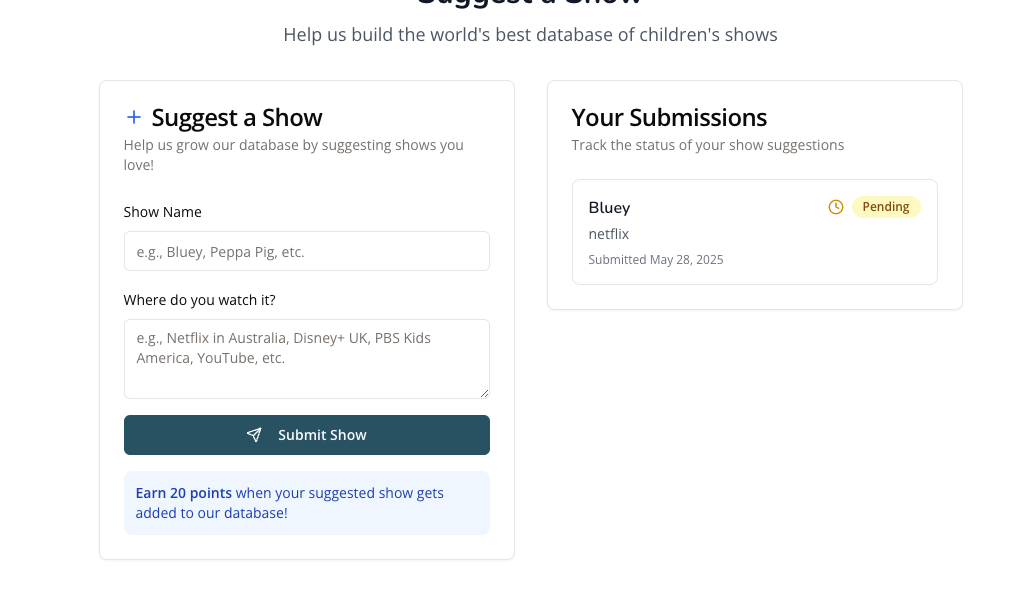 Suggest a Show
Help us build the world's best database of children's shows
Suggest a Show
Help us grow our database by suggesting shows you
love!
Show Name
e.g., Bluey, Peppa Pig, etc.
Where do you watch it?
e.g., Netflix in Australia, Disney+ UK, PBS Kids
America, YouTube, etc.
Submit Show
Earn 20 points when your suggested show gets
added to our database!
Your Submissions
Track the status of your show suggestions
Bluey
Pending
netflix
Submitted May 28, 2025